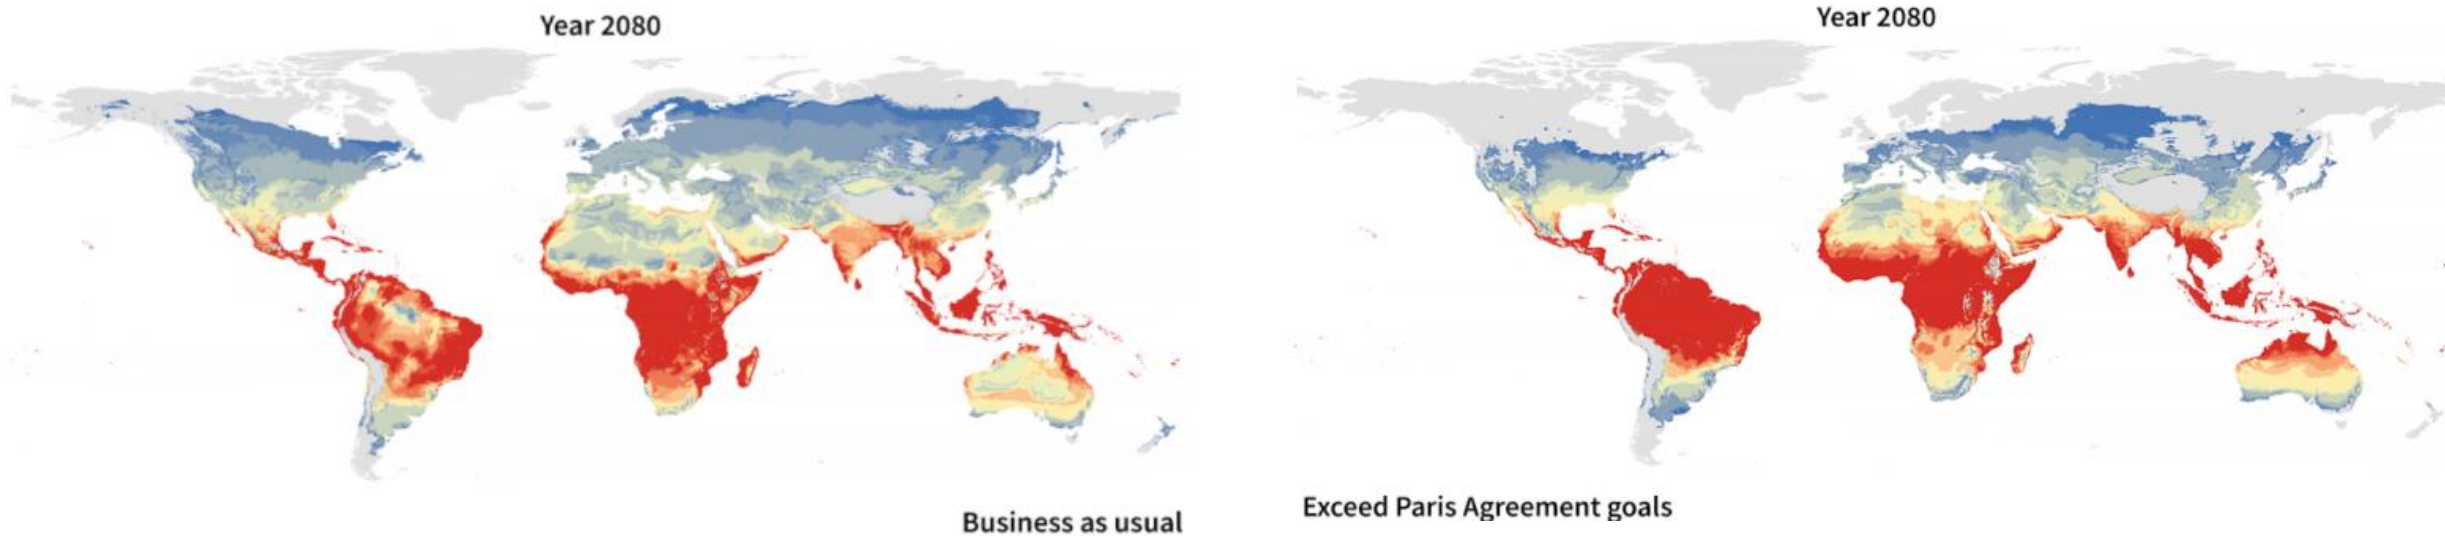 Year 2080
Year 2080
Business as usual
Exceed Paris Agreement goals